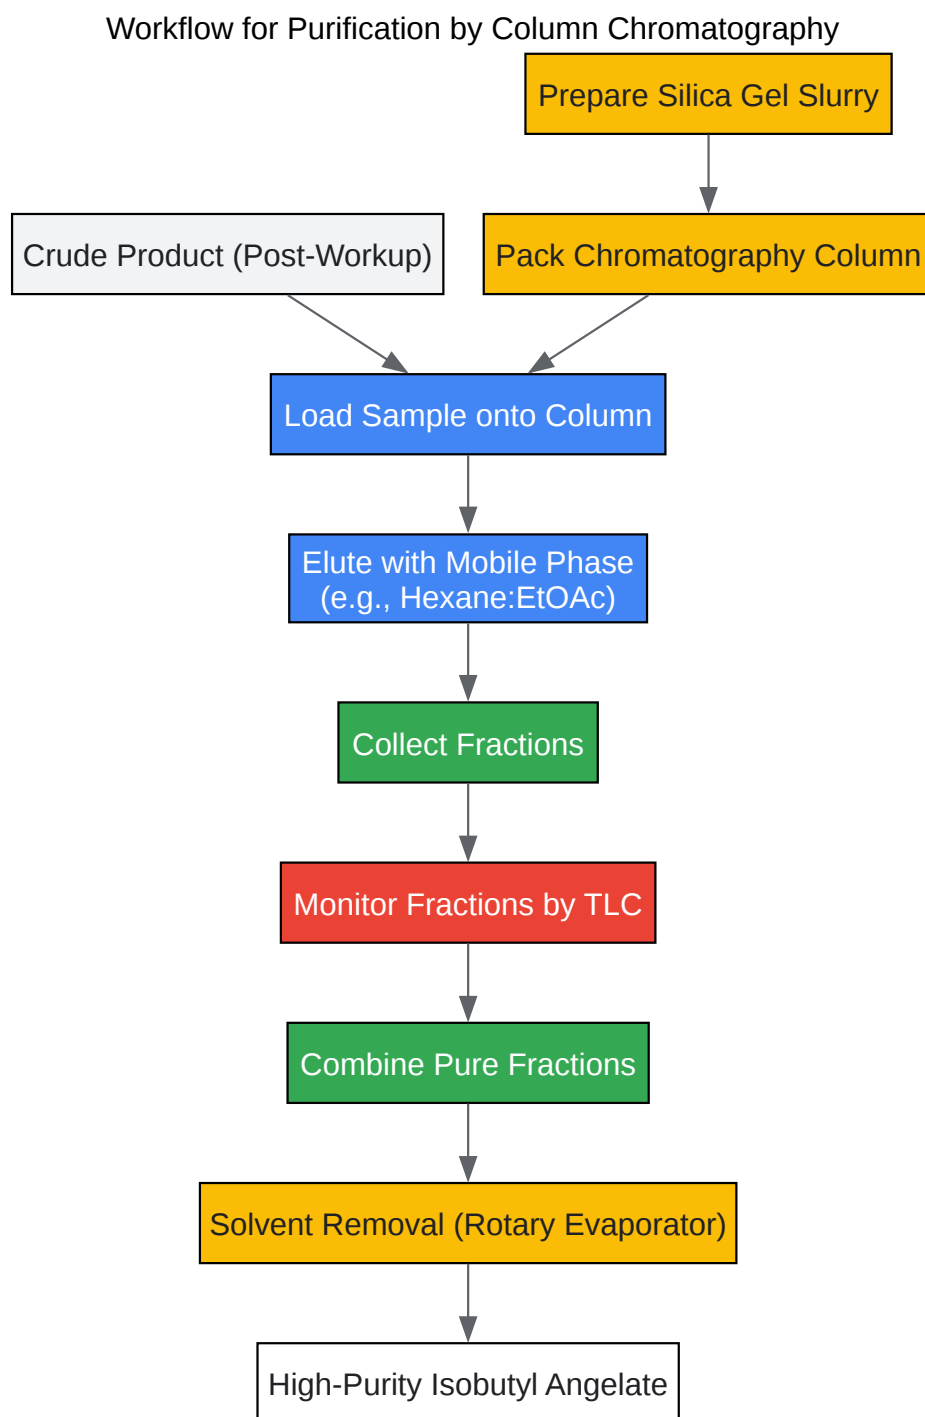 Workflow for Purification by Column Chromatography
Prepare Silica Gel Slurry
Crude Product (Post-Workup)
Pack Chromatography Column
Load Sample onto Column
Elute with Mobile Phase
(e.g., Hexane:EtOAc)
Collect Fractions
Monitor Fractions by TLC
Combine Pure Fractions
Solvent Removal (Rotary Evaporator)
High-Purity Isobutyl Angelate